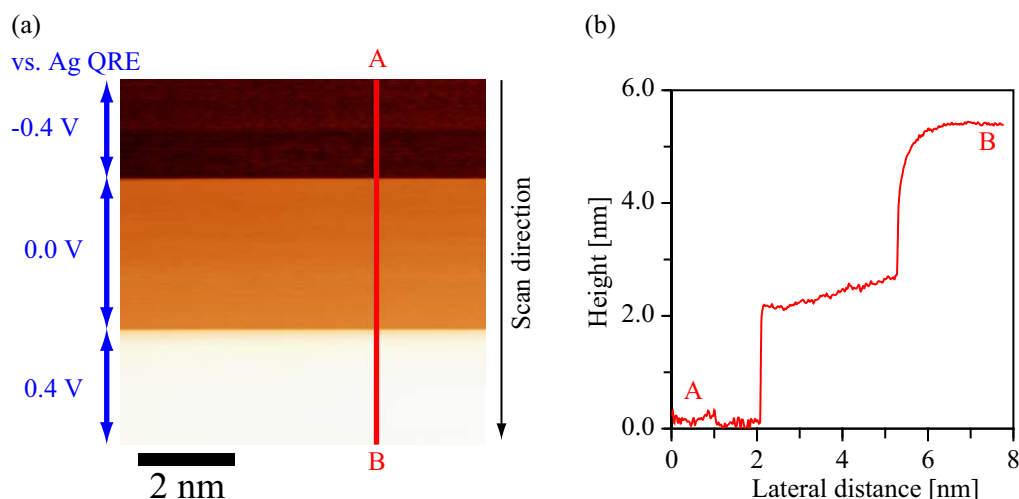 (a)
vs. Ag QRE
A
-0.4 V
0.0 V
0.4 V
Scan direction
B
2 nm
(b)
6.0
4.0
2.0
0.0
Height [nm]
A
B
0
2
4
6
8
Lateral distance [nm]